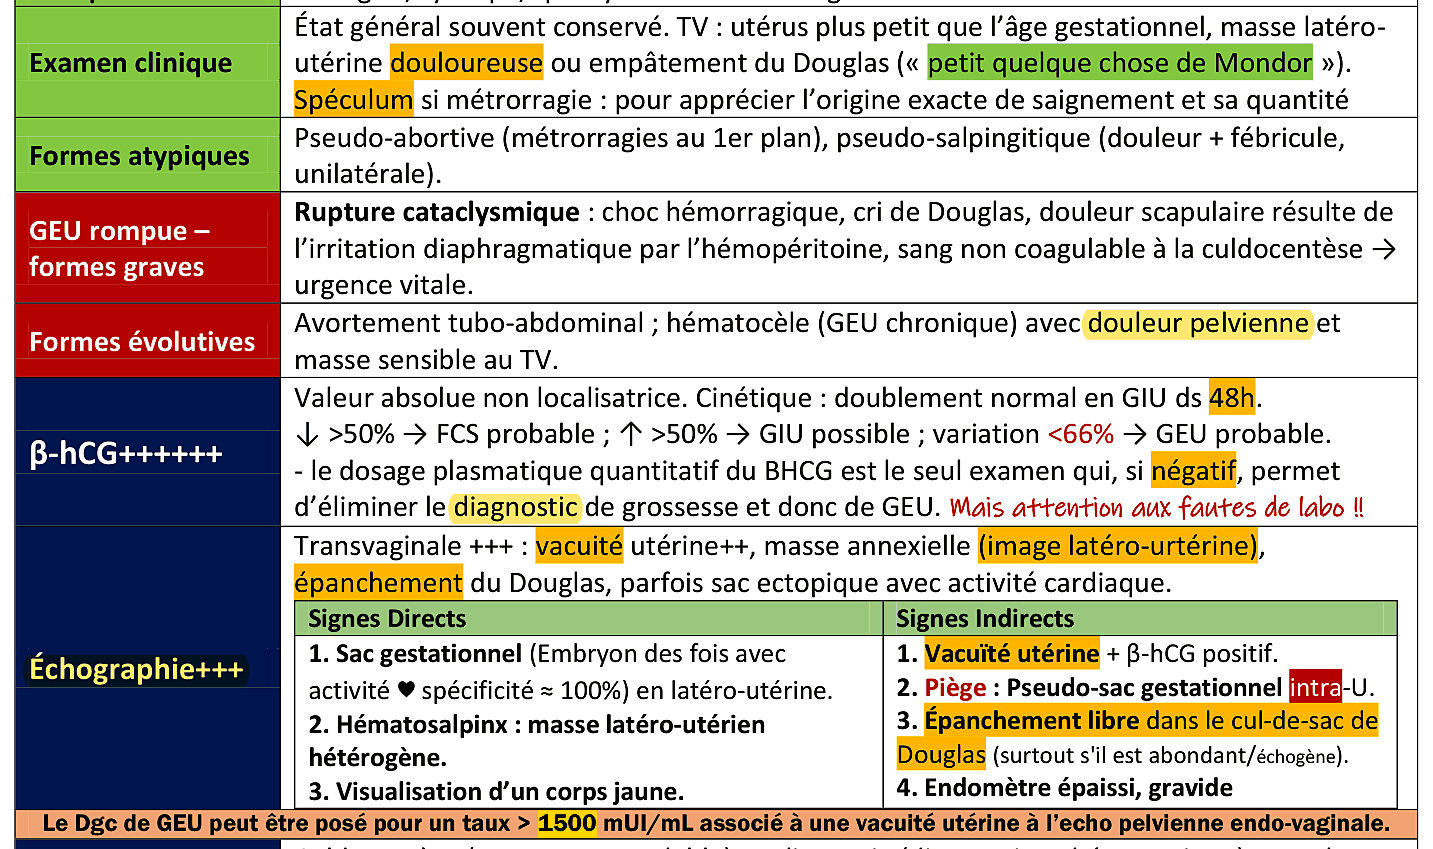 Examen clinique
État général souvent conservé. TV : utérus plus petit que l’âge gestationnel, masse latéro-
utérine douloureuse ou empâtement du Douglas (« petit quelque chose de Mondor »).
Spéculum si métrorragie : pour apprécier l’origine exacte de saignement et sa quantité
Formes atypiques
Pseudo-abortive (métrorragies au 1er plan), pseudo-salpingitique (douleur + fébricule,
unilatérale).
GEU rompue –
formes graves
Rupture cataclysmique : choc hémorragique, cri de Douglas, douleur scapulaire résulte de
l’irritation diaphragmatique par l’hémopéritoine, sang non coagulable à la culdocentèse →
urgence vitale.
Formes évolutives
Avortement tubo-abdominal ; hématocèle (GEU chronique) avec douleur pelvienne et
masse sensible au TV.
β-hCG++++++
Valeur absolue non localisatrice. Cinétique : doublement normal en GIU ds 48h.
↓ >50% → FCS probable ; ↑ >50% → GIU possible ; variation <66% → GEU probable.
- le dosage plasmatique quantitatif du BHCG est le seul examen qui, si négatif, permet
d’éliminer le diagnostic de grossesse et donc de GEU. Mais attention aux fautes de labo !!
Échographie+++
Transvaginale +++ : vacuité utérine++, masse annexielle (image latéro-urtérine),
épanchement du Douglas, parfois sac ectopique avec activité cardiaque.
Signes Directs
1. Sac gestationnel (Embryon des fois avec
activité ♥ spécificité ≈ 100%) en latéro-utérine.
2. Hématosalpinx : masse latéro-utérien
hétérogène.
3. Visualisation d’un corps jaune.
Signes Indirects
1. Vacuïté utérine + β-hCG positif.
2. Piège : Pseudo-sac gestationnel intra-U.
3. Épanchement libre dans le cul-de-sac de
Douglas (surtout s'il est abondant/échogène).
4. Endomètre épaissi, gravide
Le Dgc de GEU peut être posé pour un taux > 1500 mUI/mL associé à une vacuité utérine à l’echo pelvienne endo-vaginale.